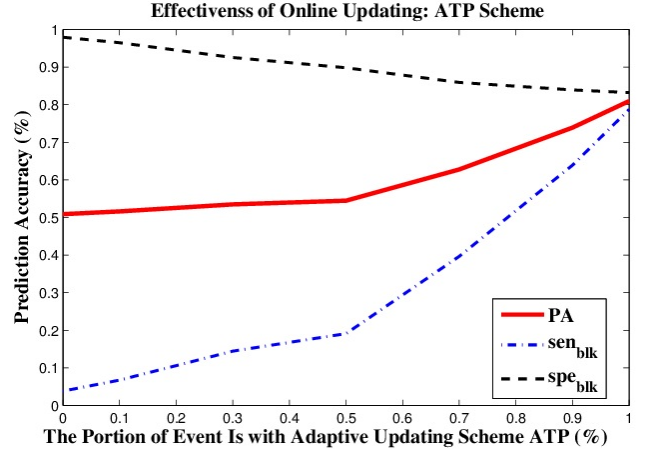 Effectivenss of Online Updating: ATP Scheme
Prediction Accuracy (%)
1
0.9
0.8
0.7
0.6
0.5
0.4
0.3
0.2
0.1
0
PA
sen_blk
spe_blk
0 0.1 0.2 0.3 0.4 0.5 0.6 0.7 0.8 0.9 1
The Portion of Event Is with Adaptive Updating Scheme ATP (%)